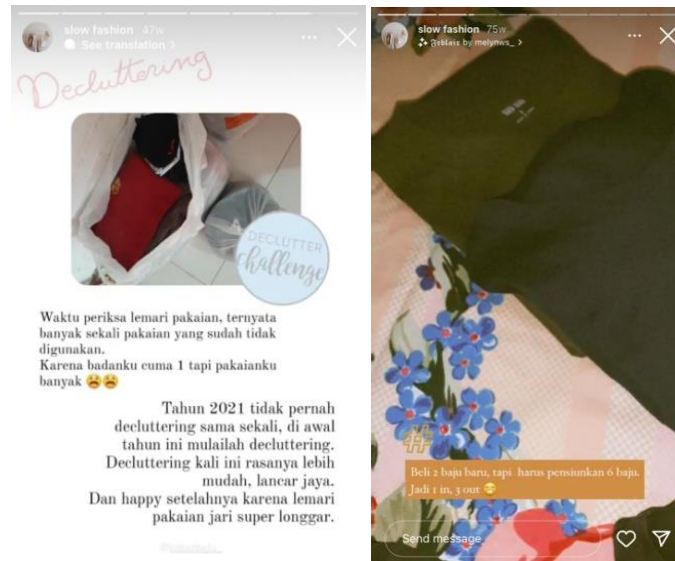 slow fashion 47w
See translation >
Decluttering
DECLUTTER
challenge
Waktu periksa lemari pakaian, ternyata
banyak sekali pakaian yang sudah tidak
digunakan.
Karena badanku cuma 1 tapi pakaianku
banyak 😫😫
Tahun 2021 tidak pernah
decluttering sama sekali, di awal
tahun ini mulailah decluttering.
Decluttering kali ini rasanya lebih
mudah, lancar jaya.
Dan happy setelahnya karena lemari
pakaian jari super longgar.
slow fashion 75w
by melynws_ >
#
Beli 2 baju baru, tapi harus pensiunkan 6 baju.
Jadi 1 in, 3 out 😁
Send message